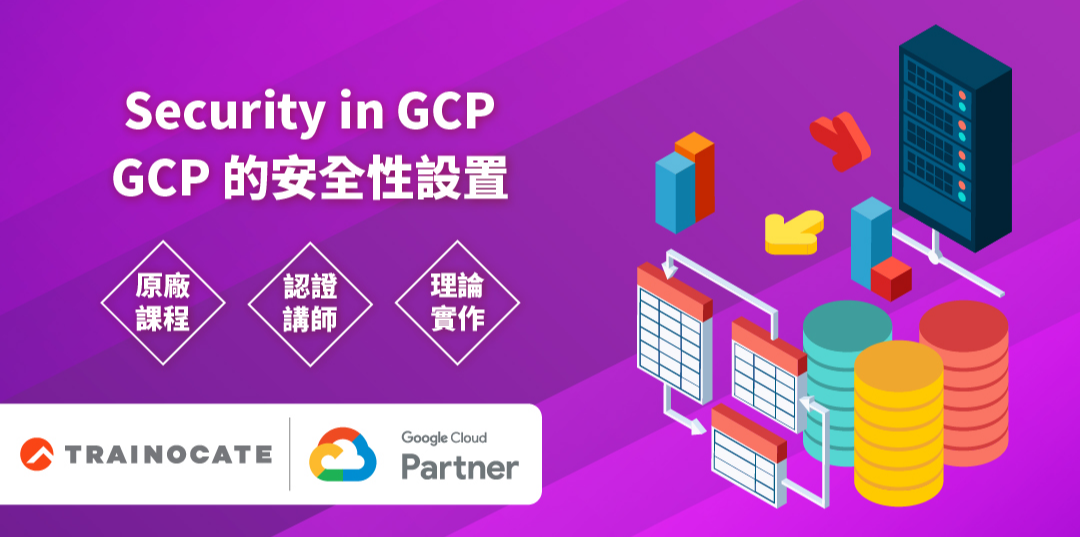 Security in GCP
GCP 的安全性設置
原廠
課程
認證
講師
理論
實作
TRAINOCATE
Google Cloud
Partner